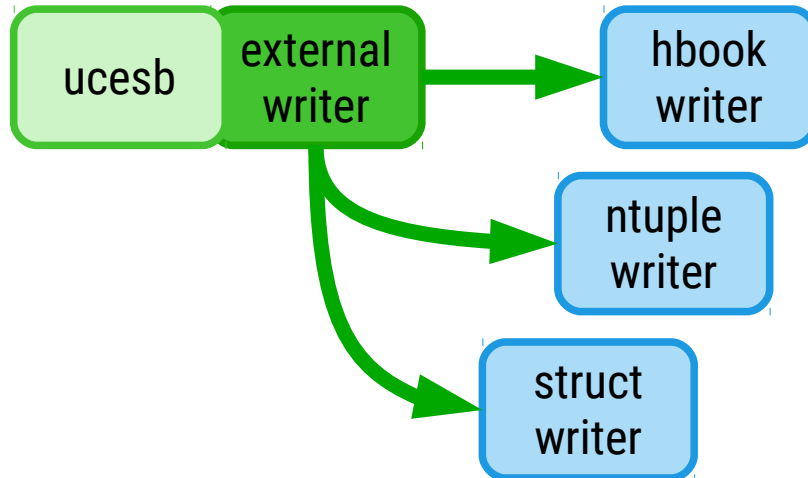 ucesb
external
writer
hbook
writer
ntuple
writer
struct
writer